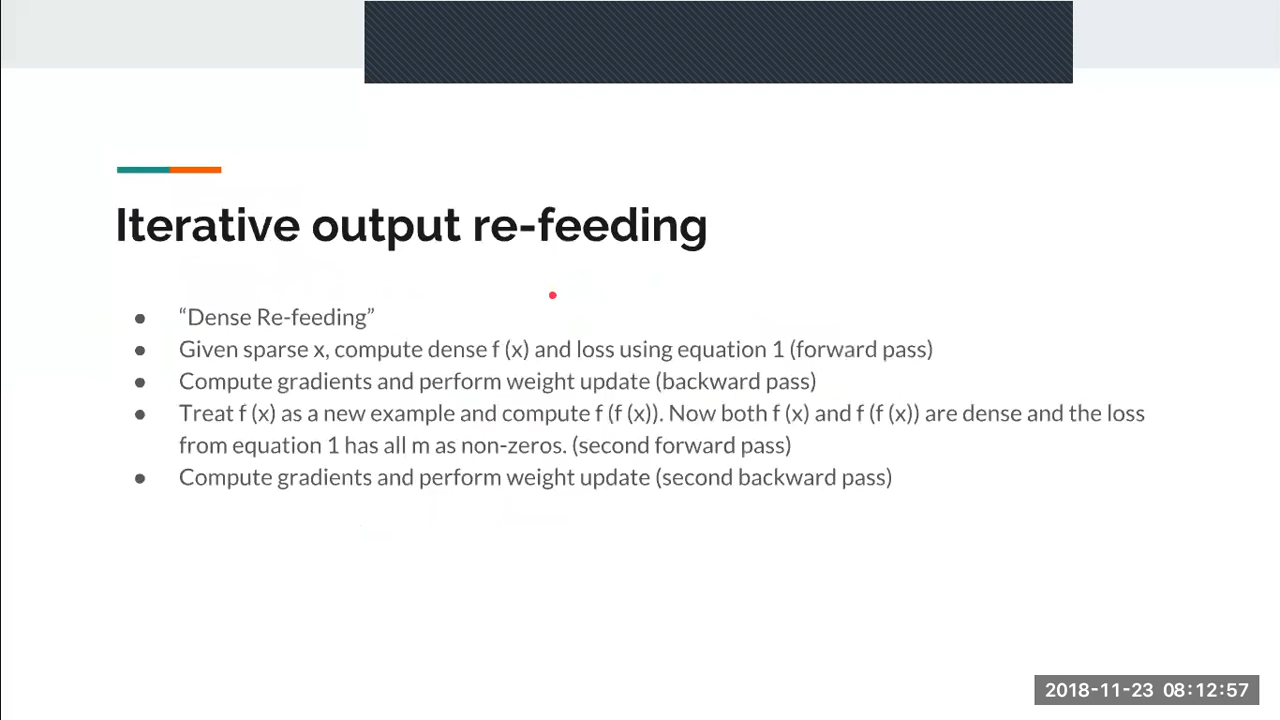 Iterative output re-feeding
● “Dense Re-feeding”
● Given sparse x, compute dense f (x) and loss using equation 1 (forward pass)
● Compute gradients and perform weight update (backward pass)
● Treat f (x) as a new example and compute f (f (x)). Now both f (x) and f (f (x)) are dense and the loss
from equation 1 has all m as non-zeros. (second forward pass)
● Compute gradients and perform weight update (second backward pass)
2018-11-23 08:12:57